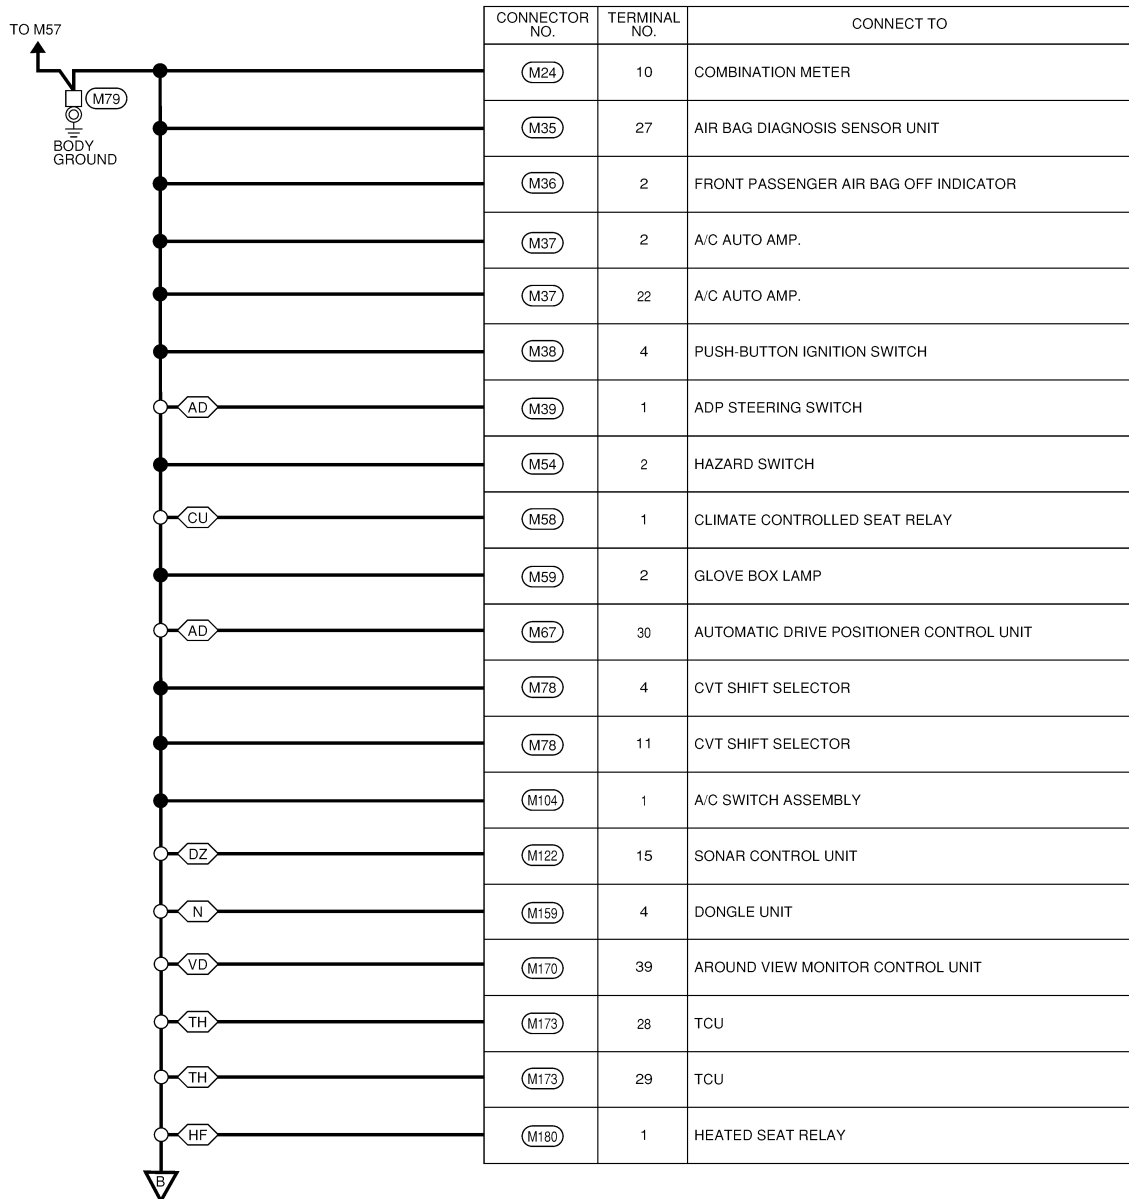 TO M57
M79
BODY
GROUND
CONNECTOR NO. TERMINAL NO. CONNECT TO
M24 10 COMBINATION METER
M35 27 AIR BAG DIAGNOSIS SENSOR UNIT
M36 2 FRONT PASSENGER AIR BAG OFF INDICATOR
M37 2 A/C AUTO AMP.
M37 22 A/C AUTO AMP.
M38 4 PUSH-BUTTON IGNITION SWITCH
AD M39 1 ADP STEERING SWITCH
M54 2 HAZARD SWITCH
CU M58 1 CLIMATE CONTROLLED SEAT RELAY
M59 2 GLOVE BOX LAMP
AD M67 30 AUTOMATIC DRIVE POSITIONER CONTROL UNIT
M78 4 CVT SHIFT SELECTOR
M78 11 CVT SHIFT SELECTOR
M104 1 A/C SWITCH ASSEMBLY
DZ M122 15 SONAR CONTROL UNIT
N M159 4 DONGLE UNIT
VD M170 39 AROUND VIEW MONITOR CONTROL UNIT
TH M173 28 TCU
TH M173 29 TCU
HF M180 1 HEATED SEAT RELAY
B